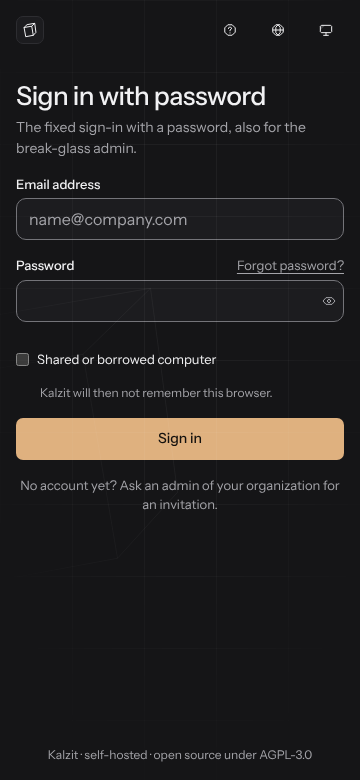 Sign in with password
The fixed sign-in with a password, also for the
break-glass admin.
Email address
name@company.com
Password
Forgot password?
Shared or borrowed computer
Kalzit will then not remember this browser.
Sign in
No account yet? Ask an admin of your organization for
an invitation.
Kalzit · self-hosted · open source under AGPL-3.0